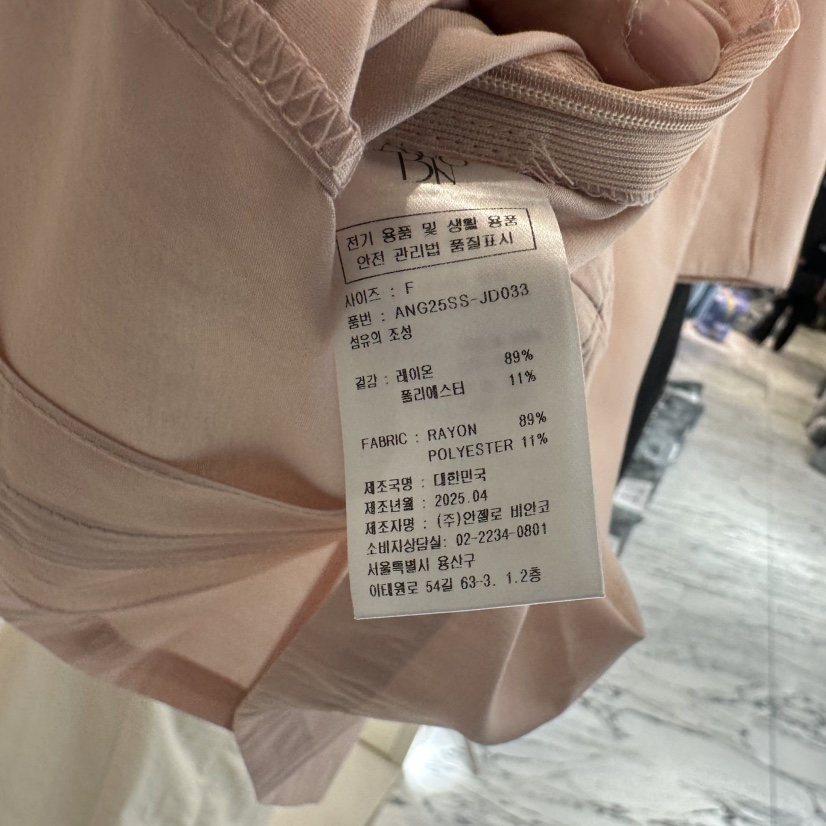 전기 용품 및 생활 용품
안전 관리법 품질표시
사이즈 : F
품번 : ANG25SS-JD033
섬유의 조성
겉감 : 레이온 89%
폴리에스터 11%
FABRIC : RAYON 89%
POLYESTER 11%
제조국명 : 대한민국
제조년월 : 2025.04
제조자명 : (주)안젤로 비안코
소비자상담실: 02-2234-0801
서울특별시 용산구
이태원로 54길 63-3. 1.2층